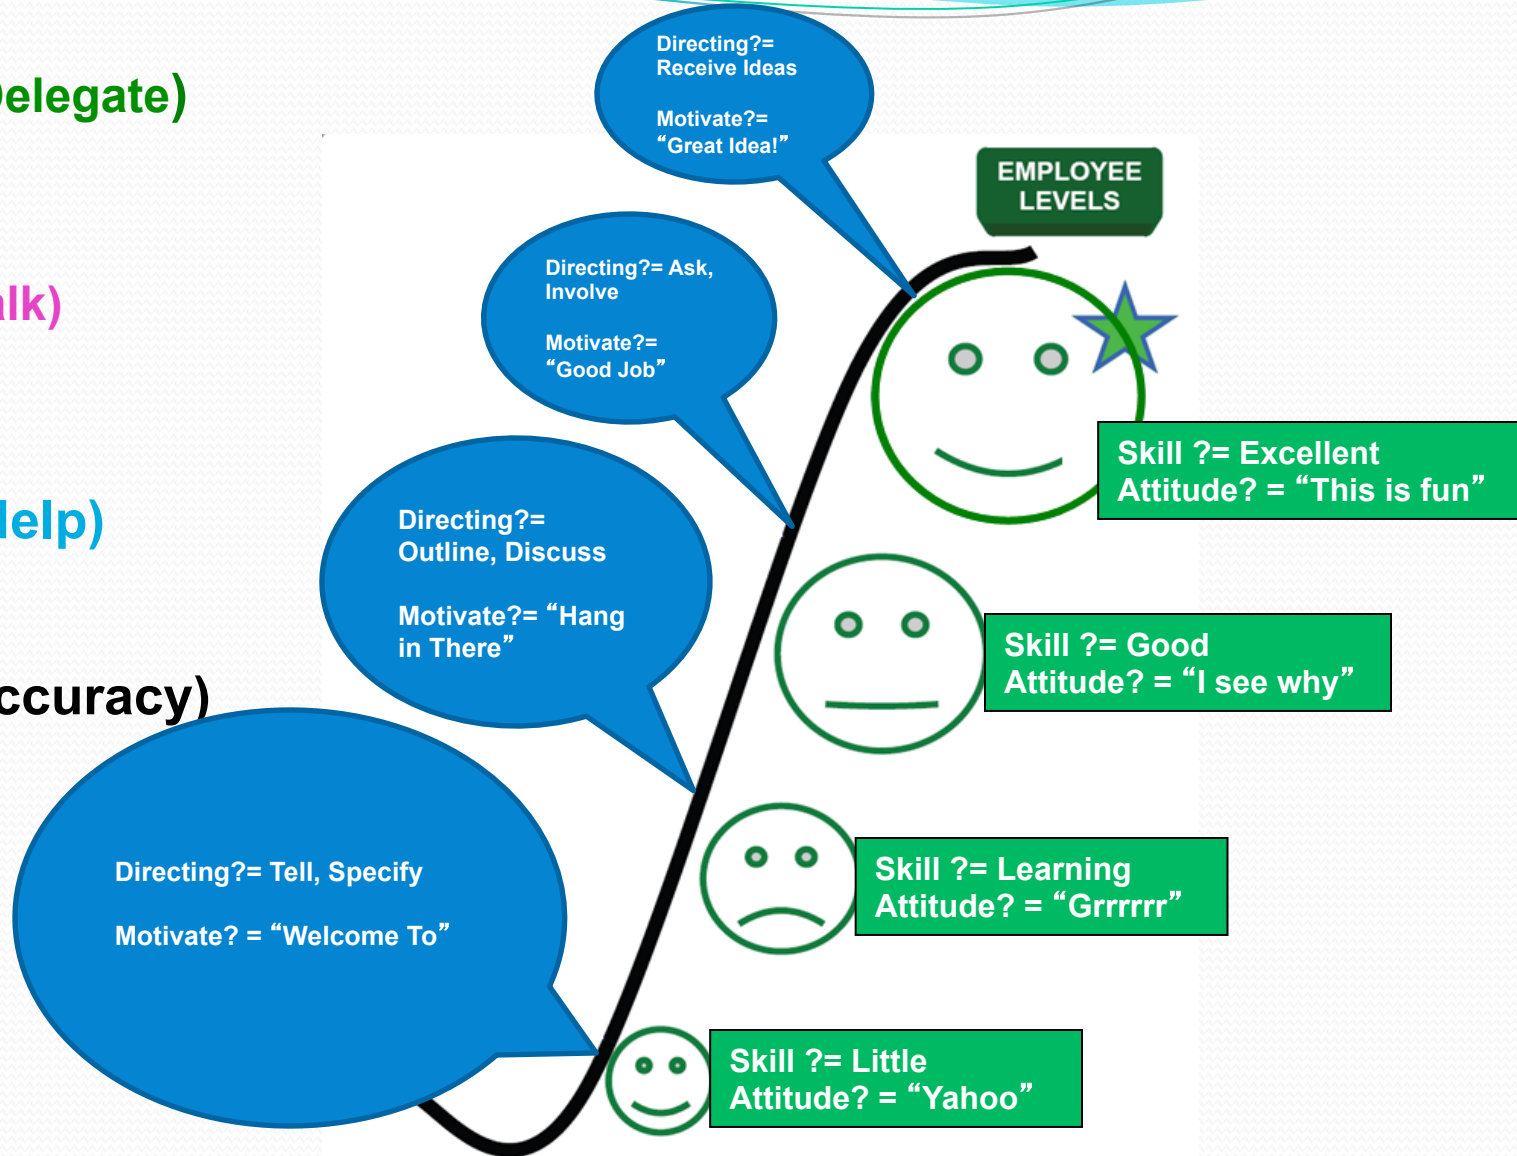 Directing?=
Receive Ideas
Motivate?=
“Great Idea!”
elegate)
EMPLOYEE
LEVELS
Directing?= Ask,
Involve
Motivate?=
“Good Job”
alk)
Skill ?= Excellent
Attitude? = “This is fun”
Directing?=
Outline, Discuss
Motivate?= “Hang
in There”
elp)
Skill ?= Good
Attitude? = “I see why”
ccuracy)
Directing?= Tell, Specify
Motivate? = “Welcome To”
Skill ?= Learning
Attitude? = “Grrrrrr”
Skill ?= Little
Attitude? = “Yahoo”